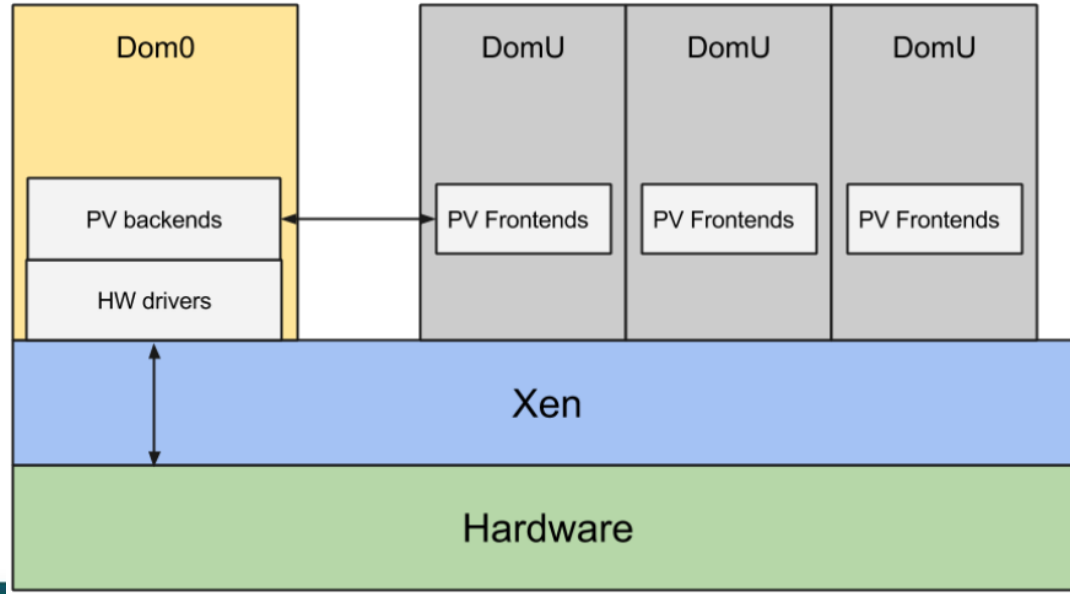 Dom0
DomU
DomU
DomU
PV backends
PV Frontends
PV Frontends
PV Frontends
HW drivers
Xen
Hardware